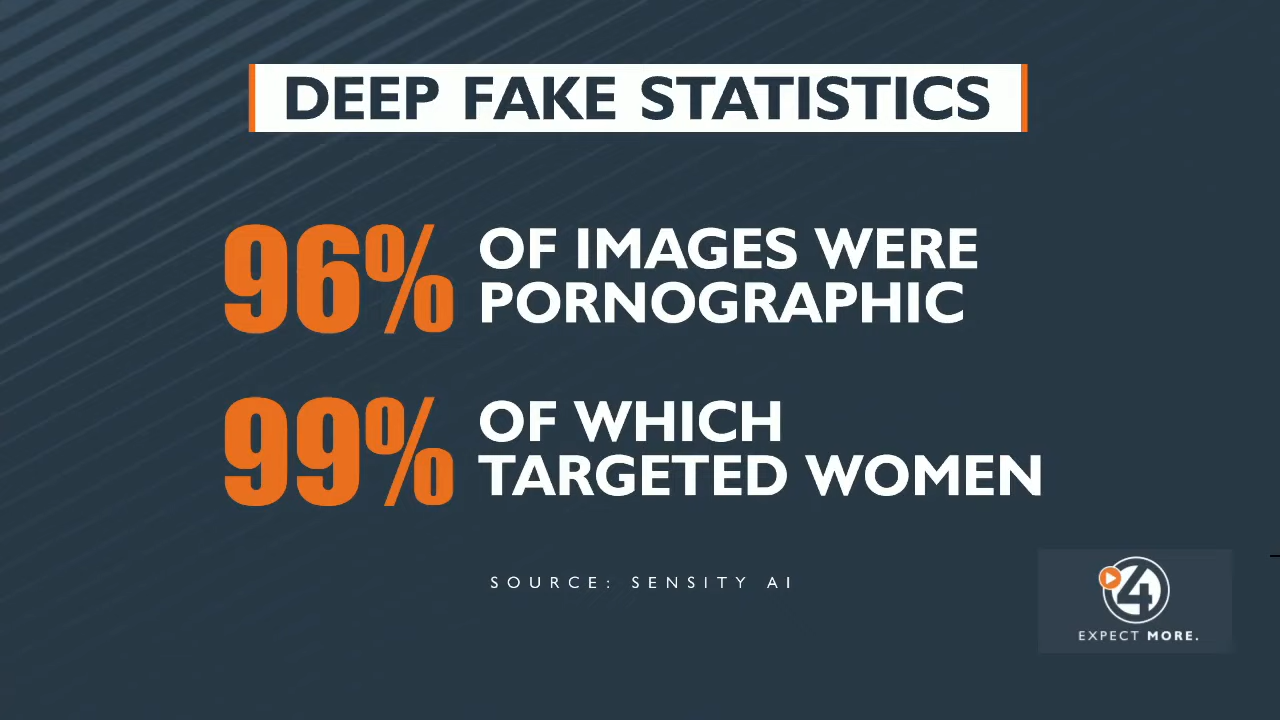 DEEP FAKE STATISTICS
96% OF IMAGES WERE
PORNOGRAPHIC
99% OF WHICH
TARGETED WOMEN
SOURCE: SENSITY AI
4
EXPECT MORE.